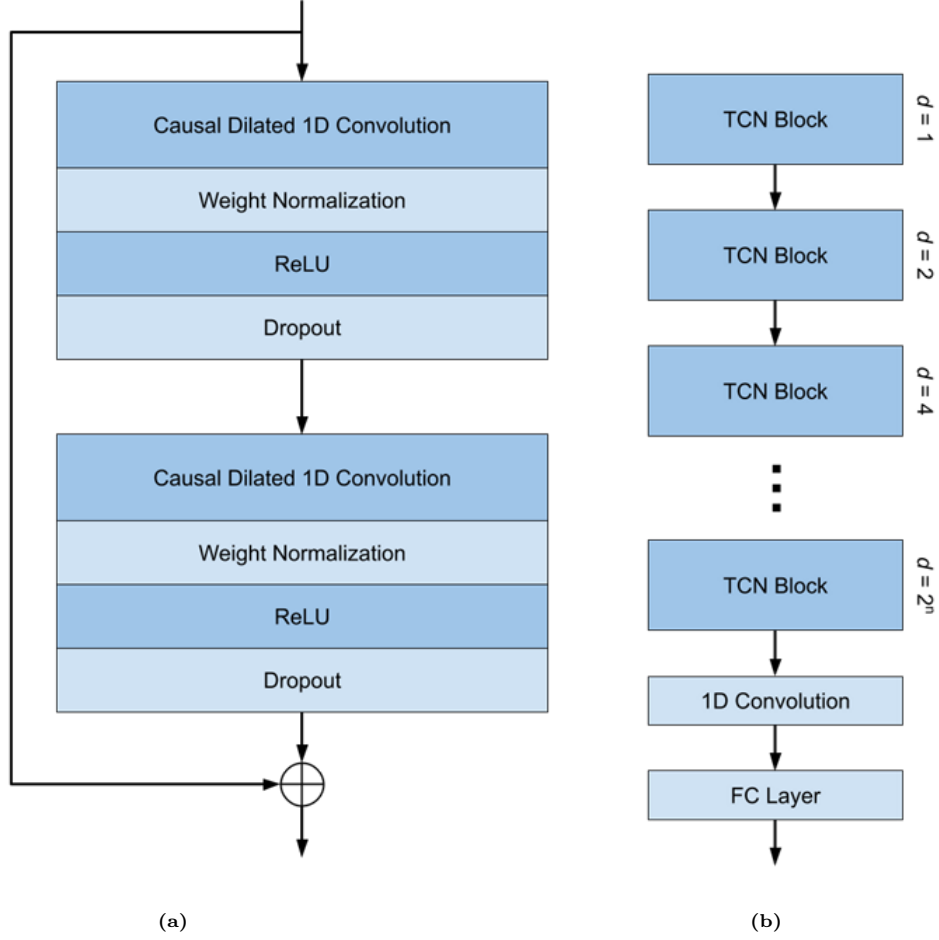 Causal Dilated 1D Convolution
Weight Normalization
ReLU
Dropout
Causal Dilated 1D Convolution
Weight Normalization
ReLU
Dropout
(a)
TCN Block
d = 1
TCN Block
d = 2
TCN Block
d = 4
TCN Block
d = 2ⁿ
1D Convolution
FC Layer
(b)